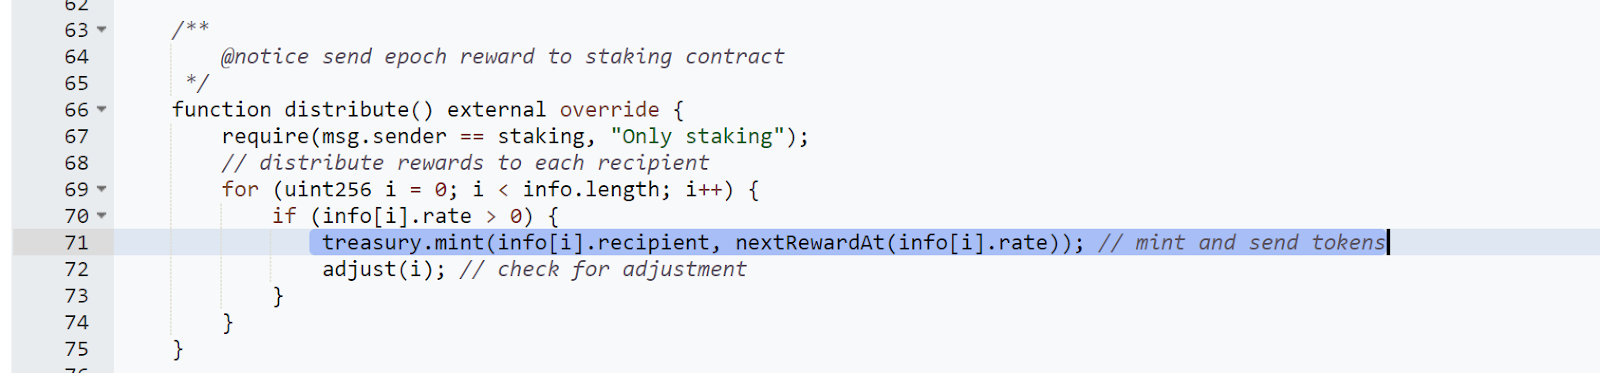 62
63 /**
64 @notice send epoch reward to staking contract
65 */
66 function distribute() external override {
67 require(msg.sender == staking, "Only staking");
68 // distribute rewards to each recipient
69 for (uint256 i = 0; i < info.length; i++) {
70 if (info[i].rate > 0) {
71 treasury.mint(info[i].recipient, nextRewardAt(info[i].rate)); // mint and send tokens
72 adjust(i); // check for adjustment
73 }
74 }
75 }
76